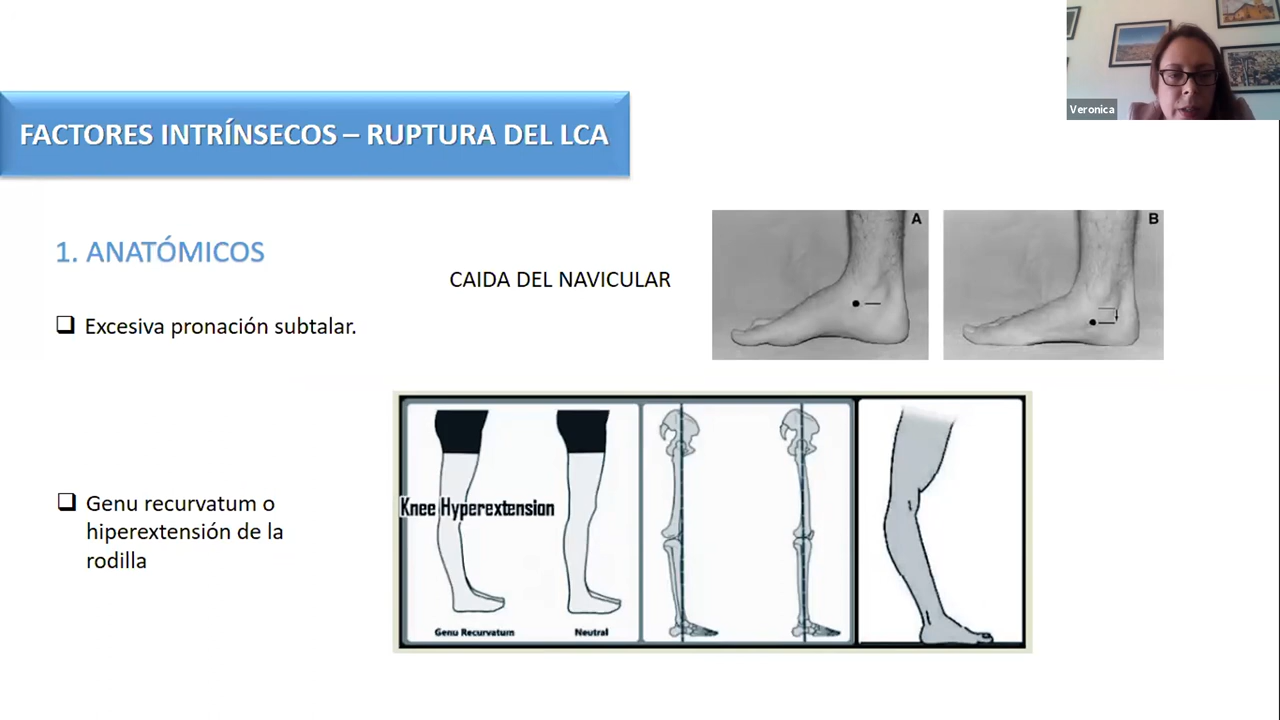 Veronica
FACTORES INTRÍNSECOS – RUPTURA DEL LCA
1. ANATÓMICOS
CAIDA DEL NAVICULAR
A
B
Excesiva pronación subtalar.
Genu recurvatum o
hiperextensión de la
rodilla
Knee Hyperextension
Genu Recurvatum
Neutral